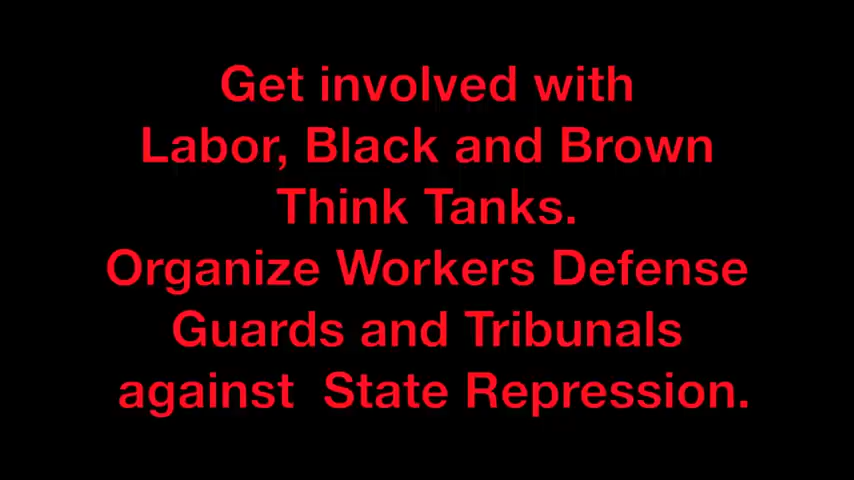 Get involved with
Labor, Black and Brown
Think Tanks.
Organize Workers Defense
Guards and Tribunals
against  State Repression.